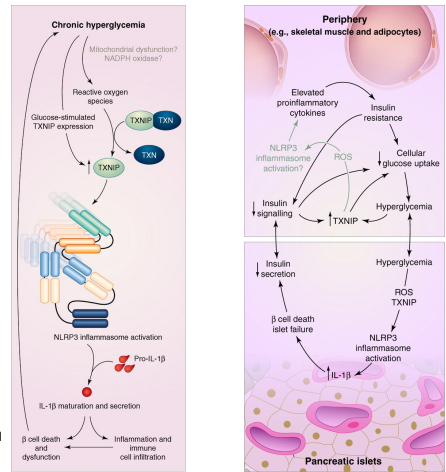 Chronic hyperglycemia
Mitochondrial dysfunction?
NADPH oxidase?
Reactive oxygen
species
Glucose-stimulated
TXNIP expression
TXNIP
TXN
TXN
TXNIP
NLRP3 inflammasome activation
Pro-IL-1β
IL-1β maturation and secretion
β cell death
and
dysfunction
Inflammation and
immune
cell infiltration
Periphery
(e.g., skeletal muscle and adipocytes)
Elevated
proinflammatory
cytokines
Insulin
resistance
NLRP3
inflammasome
activation?
ROS
Cellular
glucose uptake
Insulin
signalling
TXNIP
Hyperglycemia
Insulin
secretion
Hyperglycemia
ROS
TXNIP
β cell death
islet failure
NLRP3
inflammasome
activation
IL-1β
Pancreatic islets